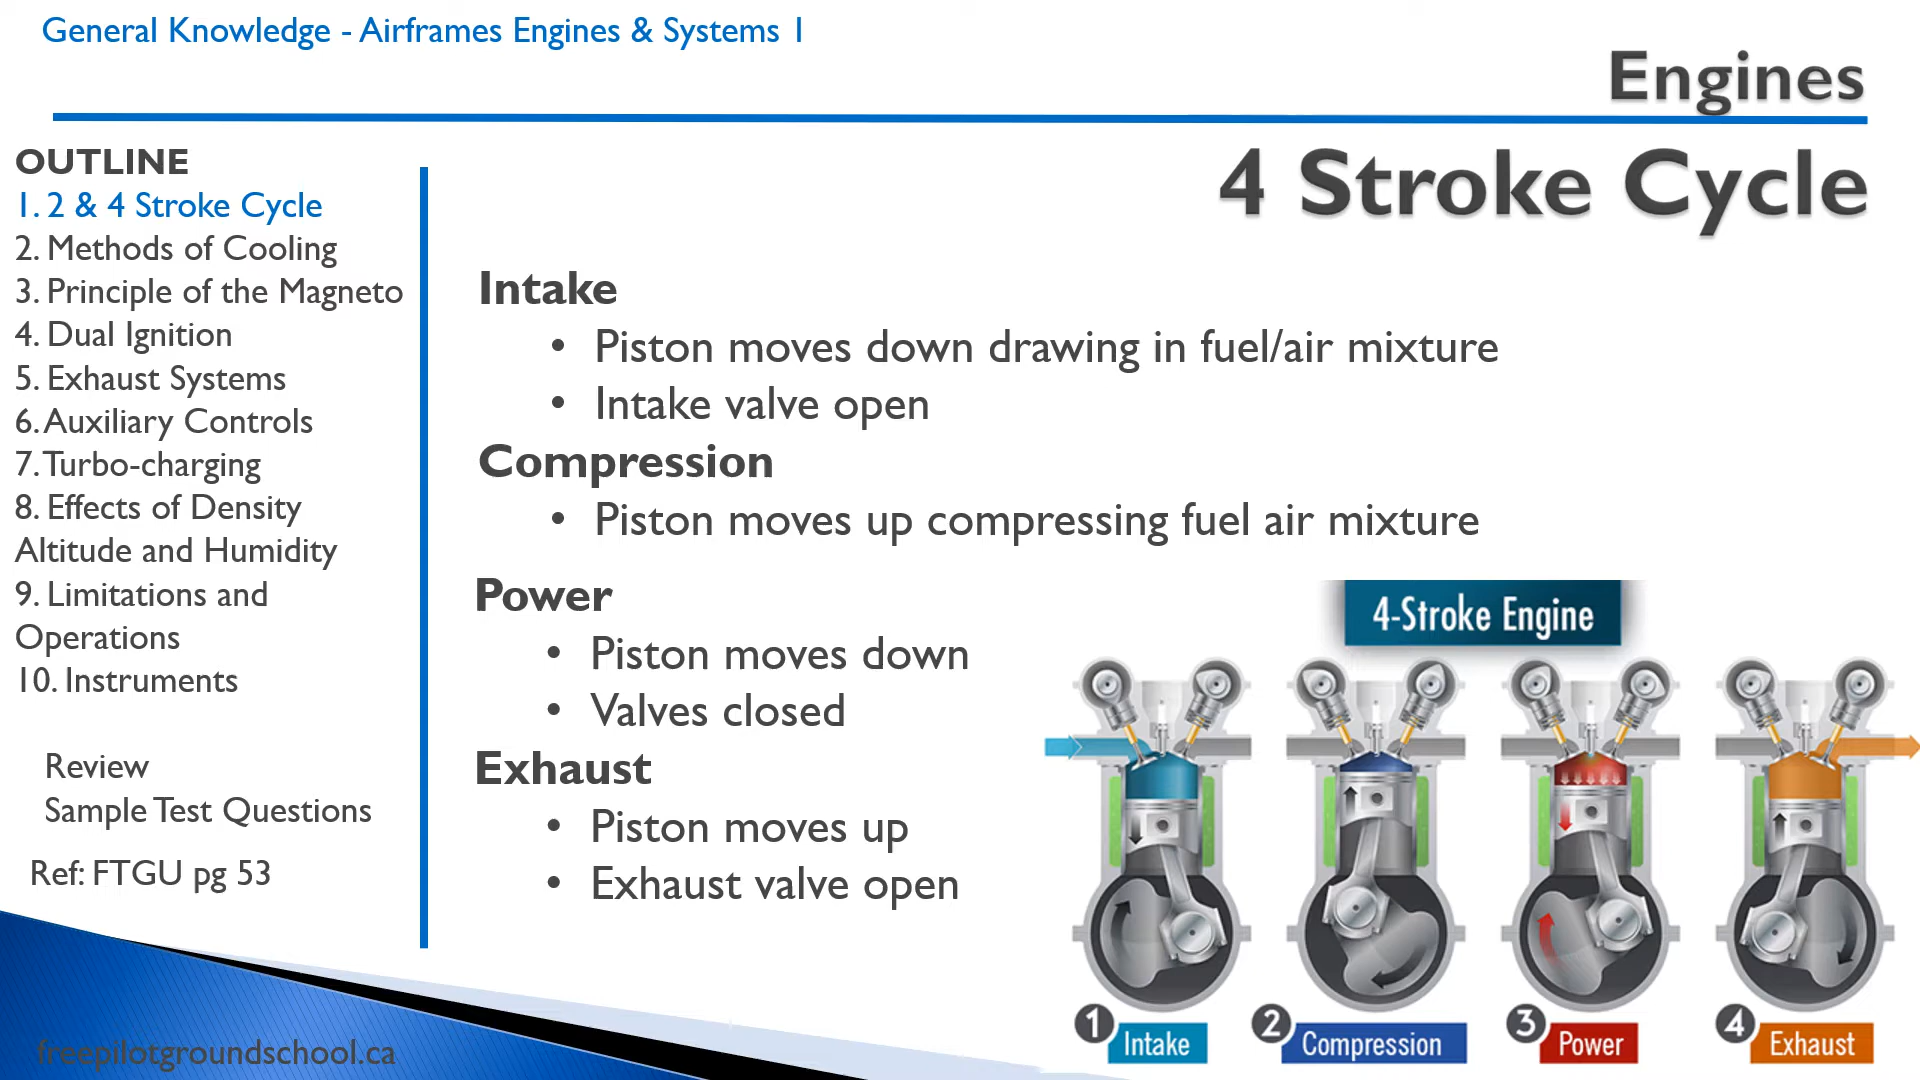 General Knowledge - Airframes Engines & Systems 1
Engines
4 Stroke Cycle
OUTLINE
1. 2 & 4 Stroke Cycle
2. Methods of Cooling
3. Principle of the Magneto
4. Dual Ignition
5. Exhaust Systems
6. Auxiliary Controls
7. Turbo-charging
8. Effects of Density
Altitude and Humidity
9. Limitations and
Operations
10. Instruments
Review
Sample Test Questions
Ref: FTGU pg 53
freepilotgroundschool.ca
Intake
• Piston moves down drawing in fuel/air mixture
• Intake valve open
Compression
• Piston moves up compressing fuel air mixture
Power
• Piston moves down
• Valves closed
Exhaust
• Piston moves up
• Exhaust valve open
4-Stroke Engine
1 Intake
2 Compression
3 Power
4 Exhaust